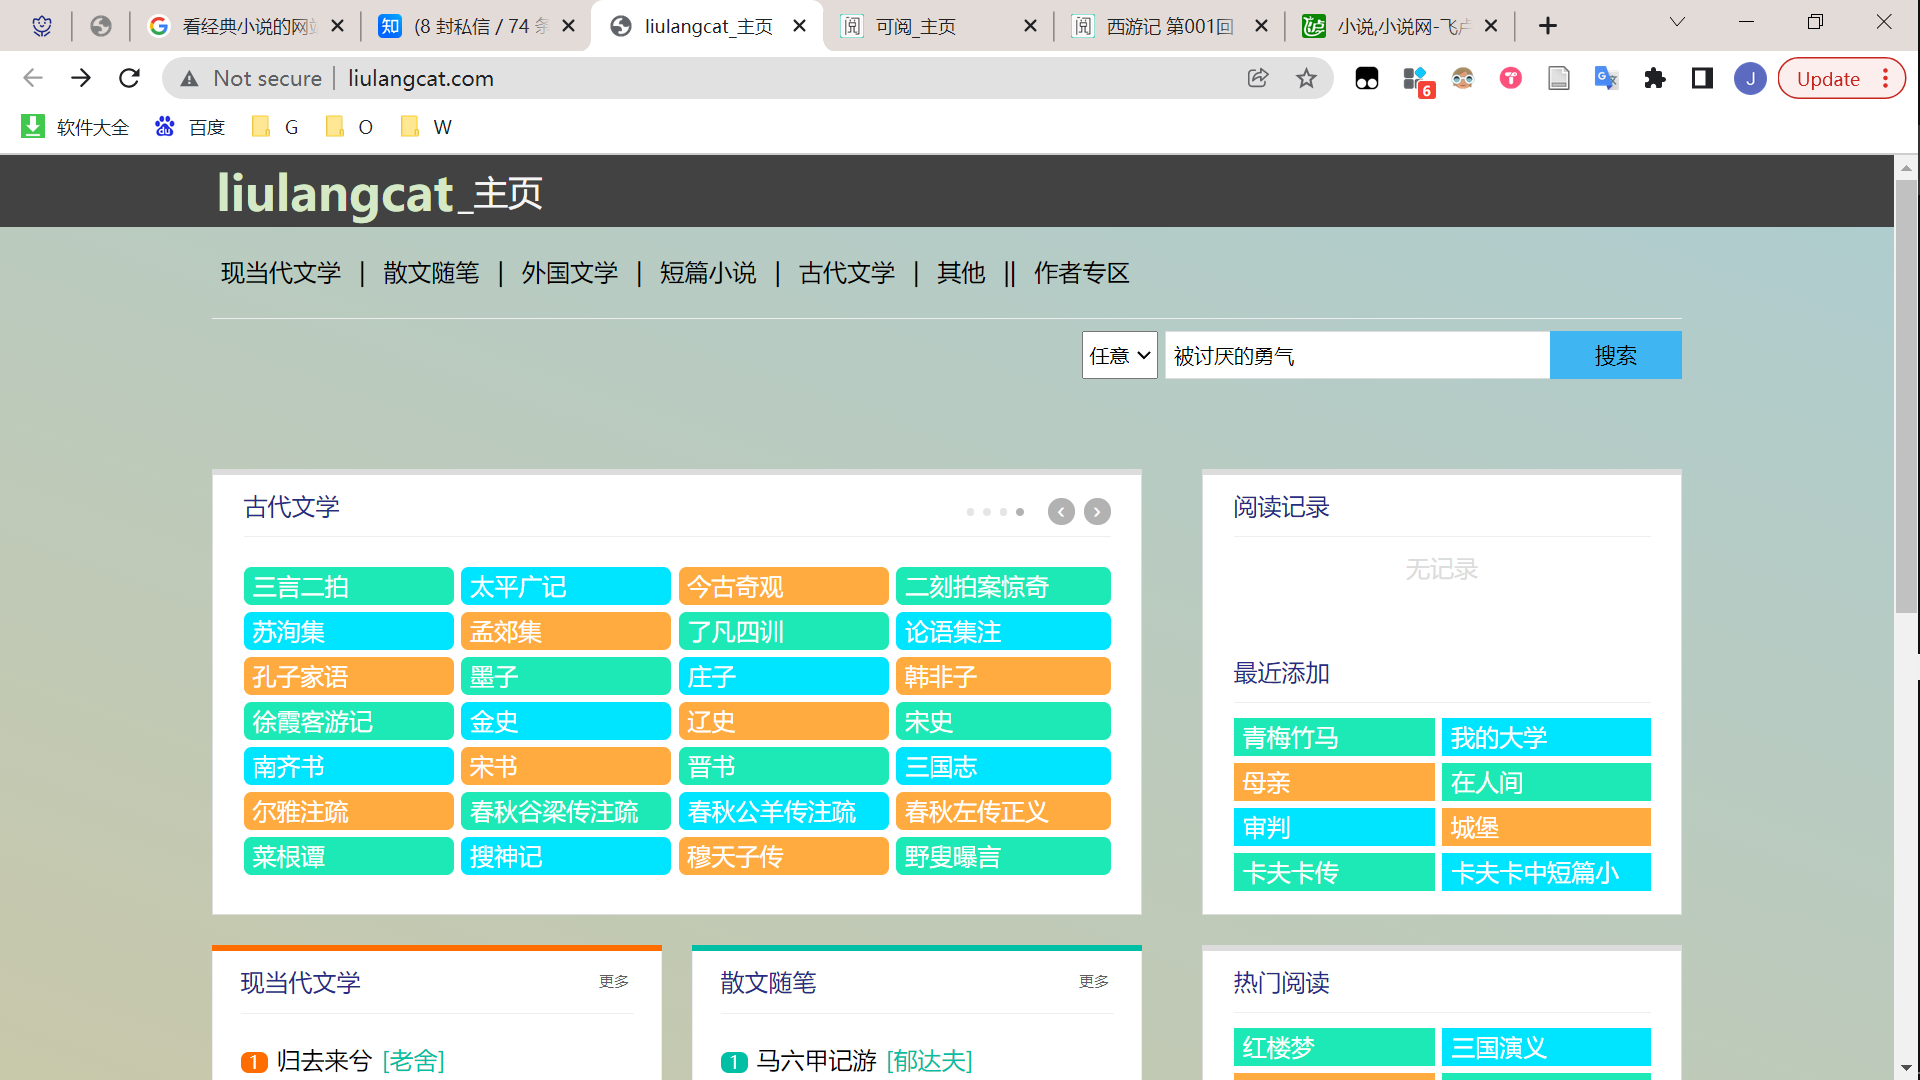 看经典小说的网
(8 封私信 / 74 条
liulangcat_主页
可阅_主页
西游记 第001回
小说,小说网-飞卢
Not secure | liulangcat.com
6
J
Update
软件大全
百度
G
O
W
liulangcat_主页
现当代文学 | 散文随笔 | 外国文学 | 短篇小说 | 古代文学 | 其他 || 作者专区
任意 被讨厌的勇气 搜索
古代文学
三言二拍 太平广记 今古奇观 二刻拍案惊奇
苏洵集 孟郊集 了凡四训 论语集注
孔子家语 墨子 庄子 韩非子
徐霞客游记 金史 辽史 宋史
南齐书 宋书 晋书 三国志
尔雅注疏 春秋谷梁传注疏 春秋公羊传注疏 春秋左传正义
菜根谭 搜神记 穆天子传 野叟曝言
阅读记录
无记录
最近添加
青梅竹马 我的大学
母亲 在人间
审判 城堡
卡夫卡传 卡夫卡中短篇小
现当代文学 更多
1 归去来兮 [老舍]
散文随笔 更多
1 马六甲记游 [郁达夫]
热门阅读
红楼梦 三国演义